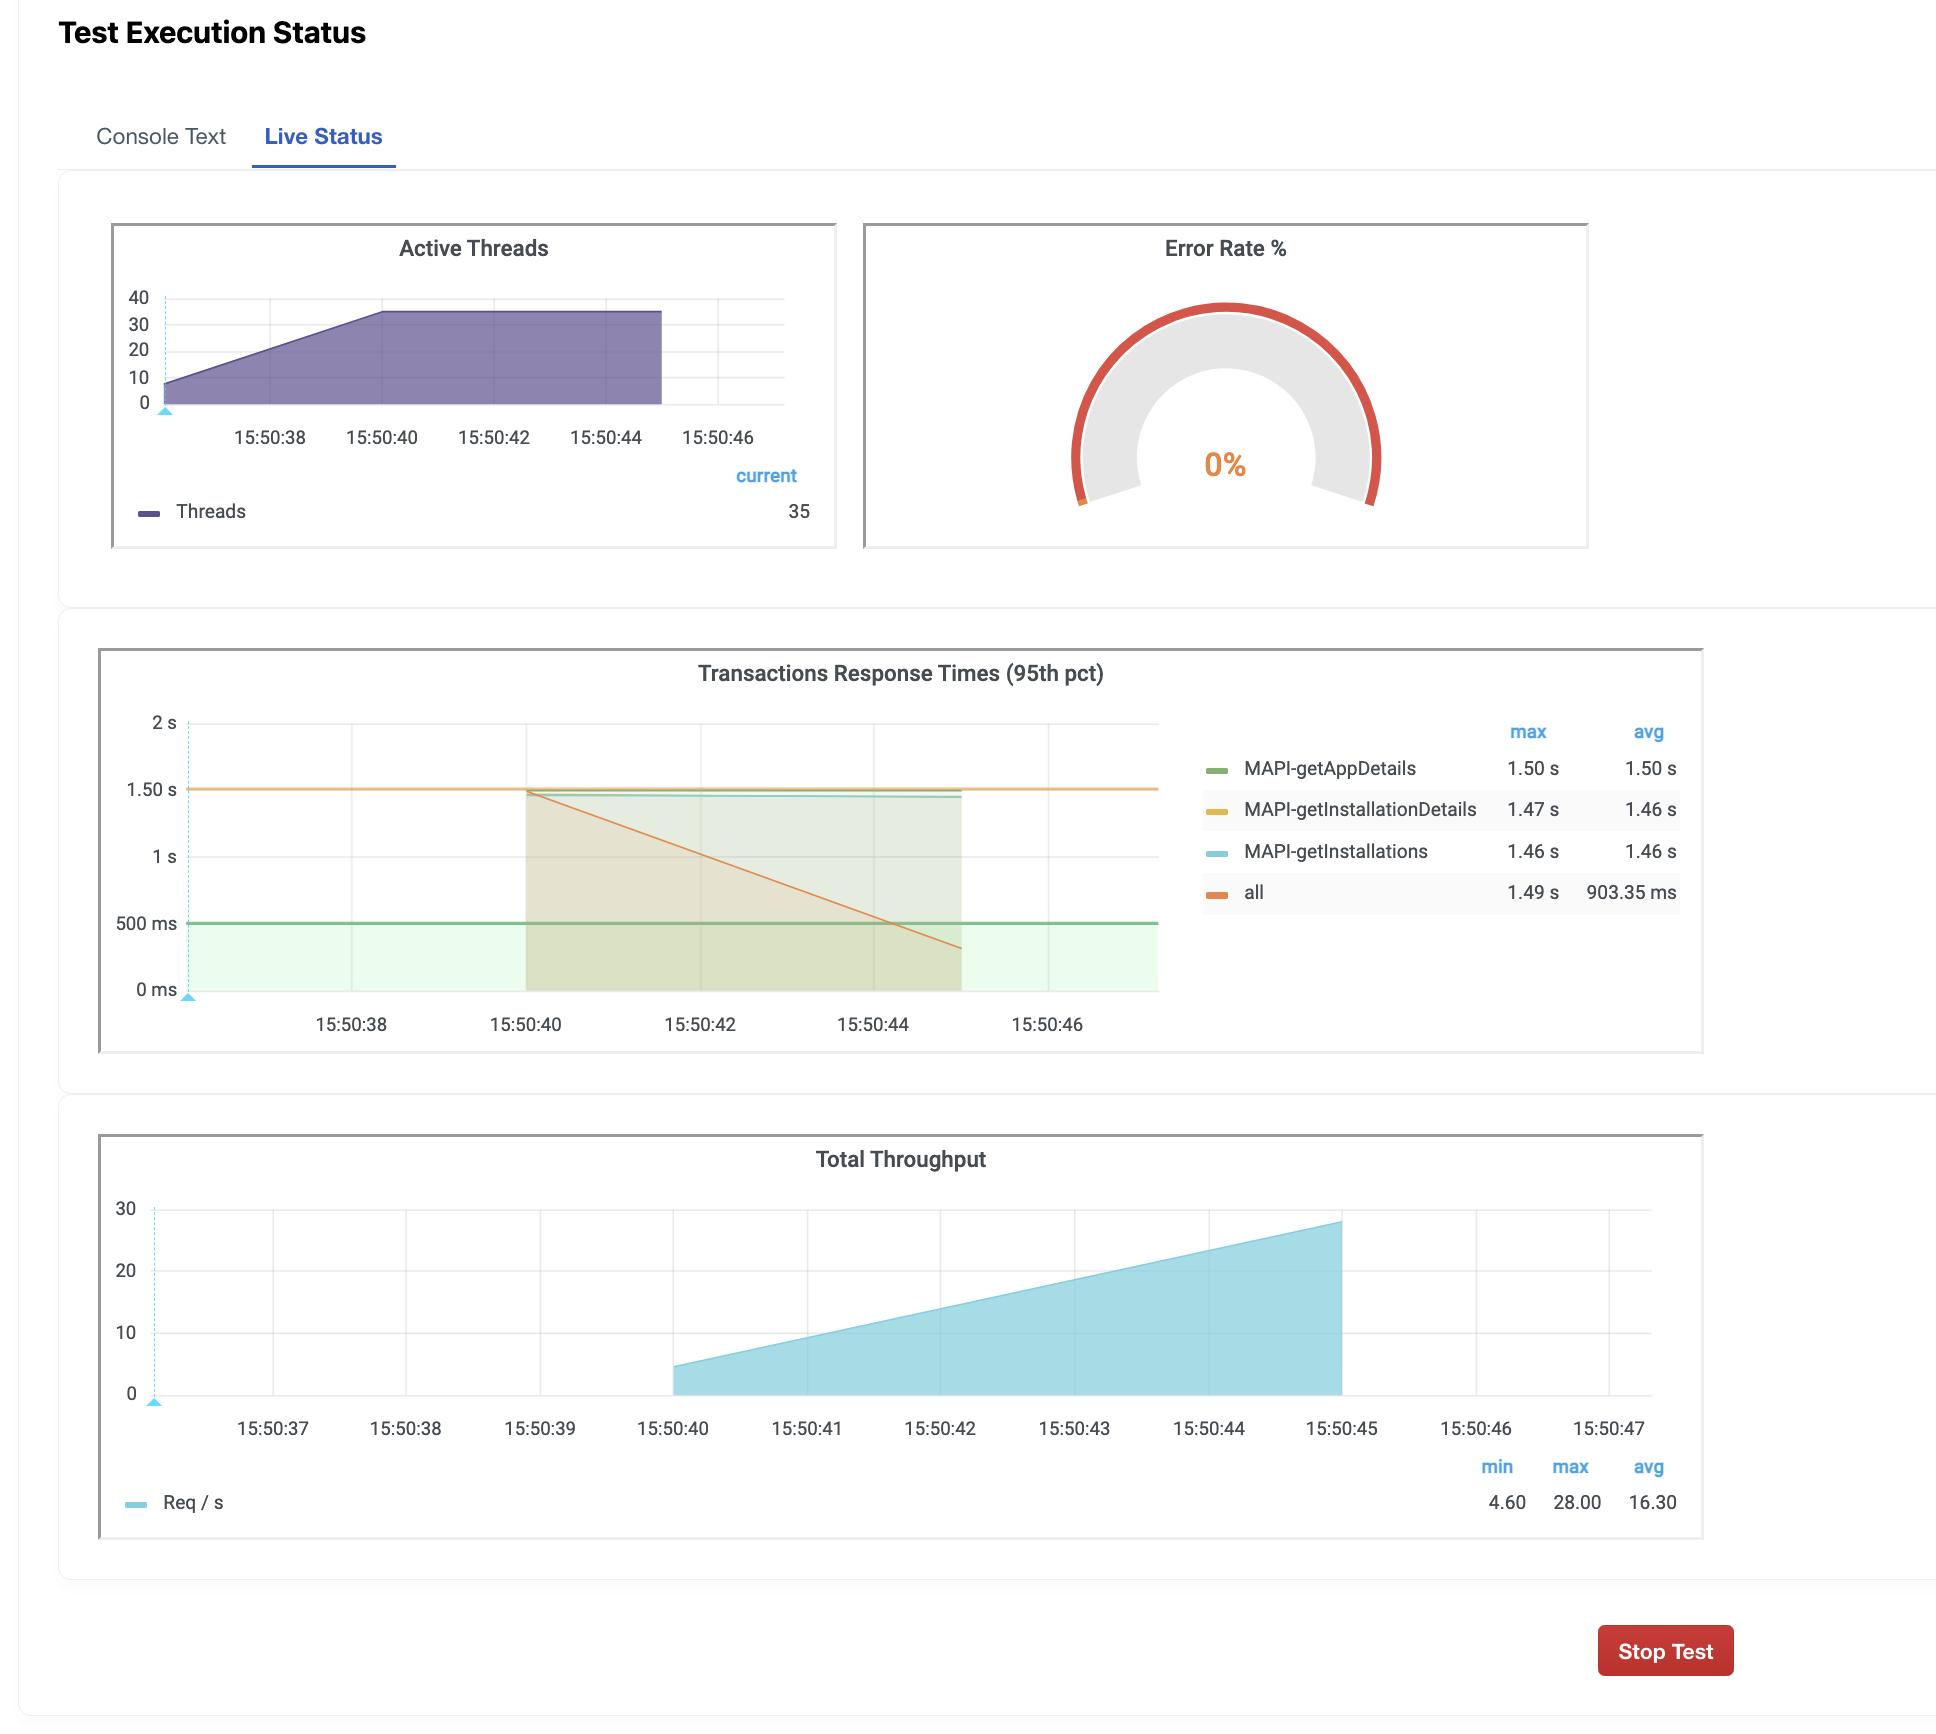 Test Execution Status
Console Text Live Status
Active Threads
40
30
20
10
0
15:50:38 15:50:40 15:50:42 15:50:44 15:50:46
current
Threads 35
Error Rate %
0%
Transactions Response Times (95th pct)
2 s
1.50 s
1 s
500 ms
0 ms
15:50:38 15:50:40 15:50:42 15:50:44 15:50:46
max avg
MAPI-getAppDetails 1.50 s 1.50 s
MAPI-getInstallationDetails 1.47 s 1.46 s
MAPI-getInstallations 1.46 s 1.46 s
all 1.49 s 903.35 ms
Total Throughput
30
20
10
0
15:50:37 15:50:38 15:50:39 15:50:40 15:50:41 15:50:42 15:50:43 15:50:44 15:50:45 15:50:46 15:50:47
min max avg
Req / s 4.60 28.00 16.30
Stop Test